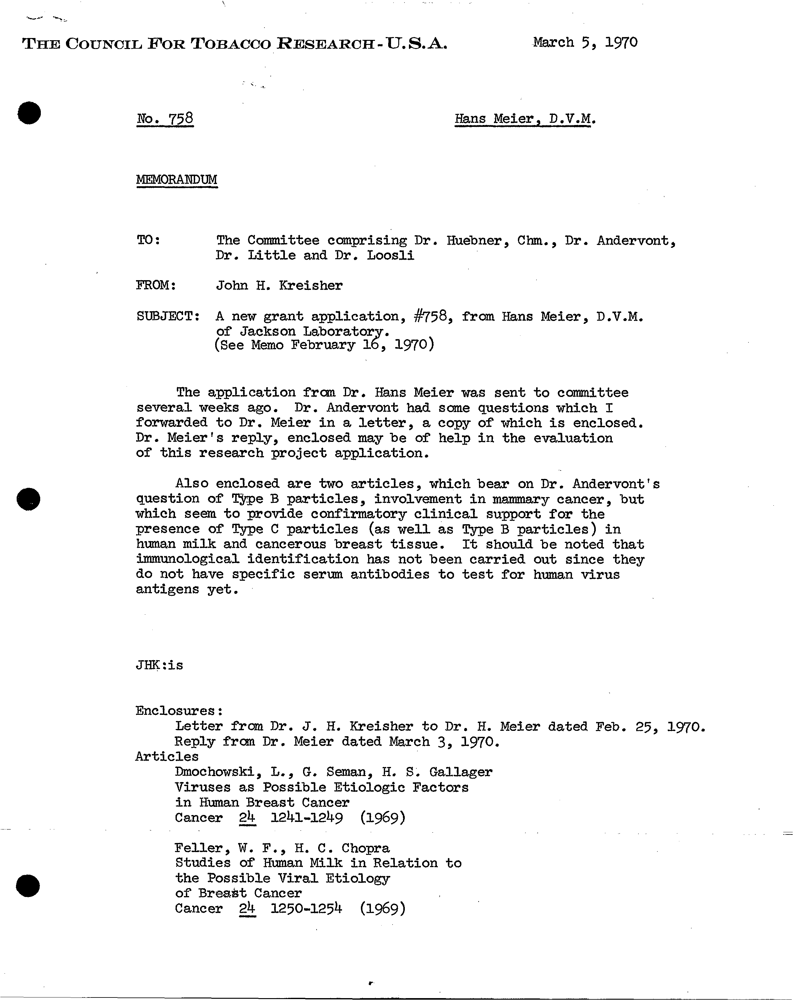 THE COUNCIL FOR TOBACCO RESEARCH-U.S.A.
March 5, 1970
No. 758
Hans Meier, D.V.M.
MEMORANDUM
TO: The Committee comprising Dr. Huebner, Chm., Dr. Andervont,
Dr. Little and Dr. Loosli
FROM: John H. Kreisher
SUBJECT: A new grant application, #758, from Hans Meier, D.V.M.
of Jackson Laboratory.
(See Memo February 16, 1970)
The application from Dr. Hans Meier was sent to committee
several weeks ago. Dr. Andervont had some questions which I
forwarded to Dr. Meier in a letter, a copy of which is enclosed.
Dr. Meier's reply, enclosed may be of help in the evaluation
of this research project application.
Also enclosed are two articles, which bear on Dr. Andervont's
question of Type B particles, involvement in mammary cancer, but
which seem to provide confirmatory clinical support for the
presence of Type C particles (as well as Type B particles) in
human milk and cancerous breast tissue. It should be noted that
immunological identification has not been carried out since they
do not have specific serum antibodies to test for human virus
antigens yet.
JHK:is
Enclosures:
Letter from Dr. J. H. Kreisher to Dr. H. Meier dated Feb. 25, 1970.
Reply from Dr. Meier dated March 3, 1970.
Articles
Dmochowski, L., G. Seman, H. S. Gallager
Viruses as Possible Etiologic Factors
in Human Breast Cancer
Cancer 24 1241-1249 (1969)
Feller, W. F., H. C. Chopra
Studies of Human Milk in Relation to
the Possible Viral Etiology
of Breast Cancer
Cancer 24 1250-1254 (1969)